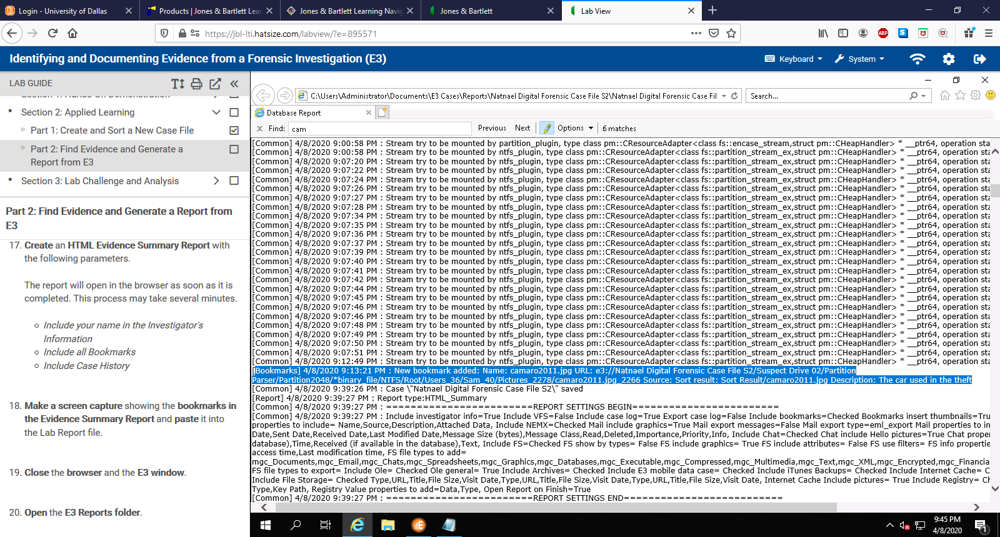 Login - University of Dallas
Products | Jones & Bartlett Lear
Jones & Bartlett Learning Navig
Jones & Bartlett
Lab View
https://jbl-lti.hatsize.com/labview/?e=895571
ABP
S
Identifying and Documenting Evidence from a Forensic Investigation (E3)
Keyboard
System
LAB GUIDE
Section 2: Applied Learning
Part 1: Create and Sort a New Case File
Part 2: Find Evidence and Generate a
Report from E3
Section 3: Lab Challenge and Analysis
Part 2: Find Evidence and Generate a Report from
E3
17. Create an HTML Evidence Summary Report with
the following parameters.
The report will open in the browser as soon as it is
completed. This process may take several minutes.
Include your name in the Investigator's
Information
Include all Bookmarks
Include Case History
18. Make a screen capture showing the bookmarks in
the Evidence Summary Report and paste it into
the Lab Report file.
19. Close the browser and the E3 window.
20. Open the E3 Reports folder.
C:\Users\Administrator\Documents\E3 Cases\Reports\Natnael Digital Forensic Case File S2\Natnael Digital Forensic Case Fil
Search...
Database Report
Find: cam
Previous Next Options 6 matches
[Common] 4/8/2020 9:00:58 PM : Stream try to be mounted by partition_plugin, type class pm::CResourceAdapter<class fs::encase_stream,struct pm::CHeapHandler> * __ptr64, operation sta
[Common] 4/8/2020 9:00:58 PM : Stream try to be mounted by ntfs_plugin, type class pm::CResourceAdapter<class fs::partition_stream_ex,struct pm::CHeapHandler> * __ptr64, operation sta
[Common] 4/8/2020 9:07:20 PM : Stream try to be mounted by ntfs_plugin, type class pm::CResourceAdapter<class fs::partition_stream_ex,struct pm::CHeapHandler> * __ptr64, operation sta
[Common] 4/8/2020 9:07:22 PM : Stream try to be mounted by ntfs_plugin, type class pm::CResourceAdapter<class fs::partition_stream_ex,struct pm::CHeapHandler> * __ptr64, operation sta
[Common] 4/8/2020 9:07:24 PM : Stream try to be mounted by ntfs_plugin, type class pm::CResourceAdapter<class fs::partition_stream_ex,struct pm::CHeapHandler> * __ptr64, operation sta
[Common] 4/8/2020 9:07:26 PM : Stream try to be mounted by ntfs_plugin, type class pm::CResourceAdapter<class fs::partition_stream_ex,struct pm::CHeapHandler> * __ptr64, operation sta
[Common] 4/8/2020 9:07:27 PM : Stream try to be mounted by ntfs_plugin, type class pm::CResourceAdapter<class fs::partition_stream_ex,struct pm::CHeapHandler> * __ptr64, operation sta
[Common] 4/8/2020 9:07:28 PM : Stream try to be mounted by ntfs_plugin, type class pm::CResourceAdapter<class fs::partition_stream_ex,struct pm::CHeapHandler> * __ptr64, operation sta
[Common] 4/8/2020 9:07:34 PM : Stream try to be mounted by ntfs_plugin, type class pm::CResourceAdapter<class fs::partition_stream_ex,struct pm::CHeapHandler> * __ptr64, operation sta
[Common] 4/8/2020 9:07:35 PM : Stream try to be mounted by ntfs_plugin, type class pm::CResourceAdapter<class fs::partition_stream_ex,struct pm::CHeapHandler> * __ptr64, operation sta
[Common] 4/8/2020 9:07:36 PM : Stream try to be mounted by ntfs_plugin, type class pm::CResourceAdapter<class fs::partition_stream_ex,struct pm::CHeapHandler> * __ptr64, operation sta
[Common] 4/8/2020 9:07:37 PM : Stream try to be mounted by ntfs_plugin, type class pm::CResourceAdapter<class fs::partition_stream_ex,struct pm::CHeapHandler> * __ptr64, operation sta
[Common] 4/8/2020 9:07:39 PM : Stream try to be mounted by ntfs_plugin, type class pm::CResourceAdapter<class fs::partition_stream_ex,struct pm::CHeapHandler> * __ptr64, operation sta
[Common] 4/8/2020 9:07:40 PM : Stream try to be mounted by ntfs_plugin, type class pm::CResourceAdapter<class fs::partition_stream_ex,struct pm::CHeapHandler> * __ptr64, operation sta
[Common] 4/8/2020 9:07:41 PM : Stream try to be mounted by ntfs_plugin, type class pm::CResourceAdapter<class fs::partition_stream_ex,struct pm::CHeapHandler> * __ptr64, operation sta
[Common] 4/8/2020 9:07:42 PM : Stream try to be mounted by ntfs_plugin, type class pm::CResourceAdapter<class fs::partition_stream_ex,struct pm::CHeapHandler> * __ptr64, operation sta
[Common] 4/8/2020 9:07:44 PM : Stream try to be mounted by ntfs_plugin, type class pm::CResourceAdapter<class fs::partition_stream_ex,struct pm::CHeapHandler> * __ptr64, operation sta
[Common] 4/8/2020 9:07:45 PM : Stream try to be mounted by ntfs_plugin, type class pm::CResourceAdapter<class fs::partition_stream_ex,struct pm::CHeapHandler> * __ptr64, operation sta
[Common] 4/8/2020 9:07:46 PM : Stream try to be mounted by ntfs_plugin, type class pm::CResourceAdapter<class fs::partition_stream_ex,struct pm::CHeapHandler> * __ptr64, operation sta
[Common] 4/8/2020 9:07:46 PM : Stream try to be mounted by ntfs_plugin, type class pm::CResourceAdapter<class fs::partition_stream_ex,struct pm::CHeapHandler> * __ptr64, operation sta
[Common] 4/8/2020 9:07:48 PM : Stream try to be mounted by ntfs_plugin, type class pm::CResourceAdapter<class fs::partition_stream_ex,struct pm::CHeapHandler> * __ptr64, operation sta
[Common] 4/8/2020 9:07:49 PM : Stream try to be mounted by ntfs_plugin, type class pm::CResourceAdapter<class fs::partition_stream_ex,struct pm::CHeapHandler> * __ptr64, operation sta
[Common] 4/8/2020 9:07:50 PM : Stream try to be mounted by ntfs_plugin, type class pm::CResourceAdapter<class fs::partition_stream_ex,struct pm::CHeapHandler> * __ptr64, operation sta
[Common] 4/8/2020 9:07:51 PM : Stream try to be mounted by ntfs_plugin, type class pm::CResourceAdapter<class fs::partition_stream_ex,struct pm::CHeapHandler> * __ptr64, operation sta
[Common] 4/8/2020 9:12:49 PM : Stream try to be mounted by ntfs_plugin, type class pm::CResourceAdapter<class fs::partition_stream_ex,struct pm::CHeapHandler> * __ptr64, operation sta
[Bookmarks] 4/8/2020 9:13:21 PM : New bookmark added: Name: camaro2011.jpg URL: e3://Natnael Digital Forensic Case File S2/Suspect Drive 02/Partition
Parser/Partition2048/*binary_file/NTFS/Root/Users_36/Sam_40/Pictures_2278/camaro2011.jpg_2266 Source: Sort result: Sort Result/camaro2011.jpg Description: The car used in the theft
[Common] 4/8/2020 9:39:26 PM : Case \"Natnael Digital Forensic Case File S2\" saved
[Report] 4/8/2020 9:39:27 PM : Report type:HTML_Summary
[Common] 4/8/2020 9:39:27 PM : ========================REPORT SETTINGS BEGIN========================
[Common] 4/8/2020 9:39:27 PM : Include investigator info=True Include VFS=False Include case log=True Export case log=False Include bookmarks=Checked Bookmarks insert thumbnails=Tru
properties to include= Name,Source,Description,Attached Data, Include NEMX=Checked Mail include graphics=True Mail export messages=False Mail export type=eml_export Mail properties to in
Date,Sent Date,Received Date,Last Modified Date,Message Size (bytes),Message Class,Read,Deleted,Importance,Priority,Info, Include Chat=Checked Chat include Hello pictures=True Chat proper
database),Time,Received (if available in the database),Text, Include FS=Checked FS show by types= False FS include graphics= True FS include attributes= False FS use filters= FS info propertie
access time,Last modification time, FS file types to add=
mgc_Documents,mgc_Email,mgc_Chats,mgc_Spreadsheets,mgc_Graphics,mgc_Databases,mgc_Executable,mgc_Compressed,mgc_Multimedia,mgc_Text,mgc_XML,mgc_Encrypted,mgc_Financia
FS file types to export= Include Ole= Checked Ole general= True Include Archives= Checked Include E3 mobile data case= Checked Include iTunes Backups= Checked Include Internet Cache= C
Include File Storage= Checked Type,URL,Title,File Size,Visit Date,Type,URL,Title,File Size,Visit Date,Type,URL,Title,File Size,Visit Date, Internet Cache Include pictures= True Include Registry= Ch
Type,Key Path, Registry Value properties to add=Data,Type, Open Report on Finish=True
[Common] 4/8/2020 9:39:27 PM : ========================REPORT SETTINGS END==========================
9:45 PM
4/8/2020
1